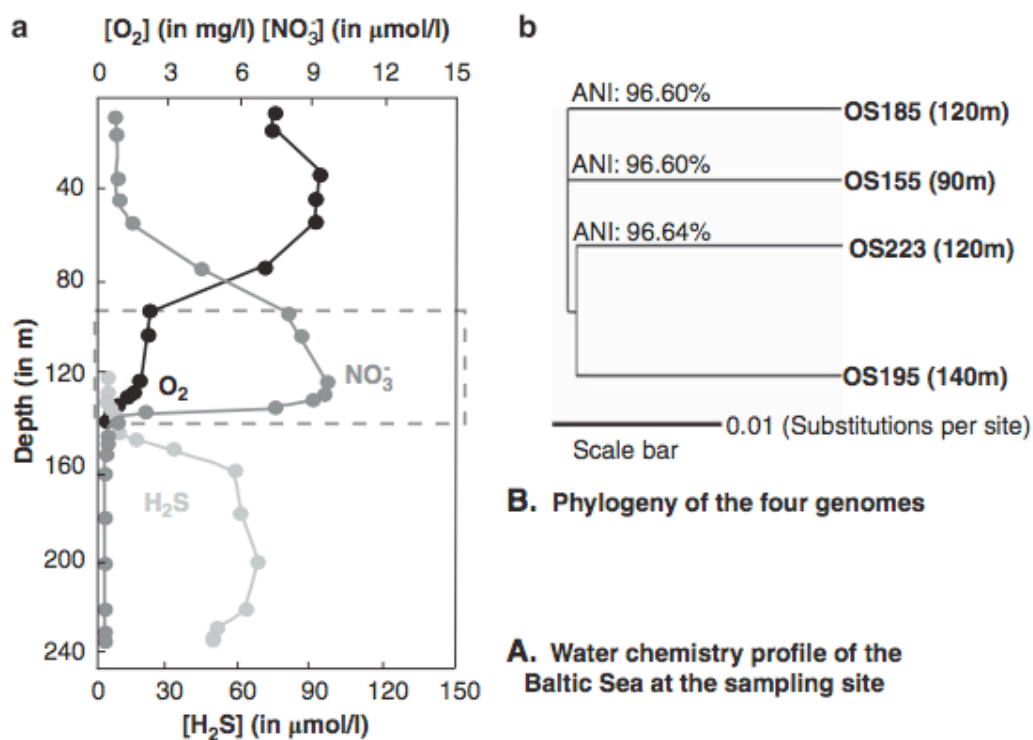 a
[O₂] (in mg/l) [NO₃⁻] (in μmol/l)
0 3 6 9 12 15
40
80
120
160
200
240
Depth (in m)
O₂
NO₃⁻
H₂S
0 30 60 90 120 150
[H₂S] (in μmol/l)
b
ANI: 96.60%
OS185 (120m)
ANI: 96.60%
OS155 (90m)
ANI: 96.64%
OS223 (120m)
OS195 (140m)
0.01 (Substitutions per site)
Scale bar
B. Phylogeny of the four genomes
A. Water chemistry profile of the
Baltic Sea at the sampling site